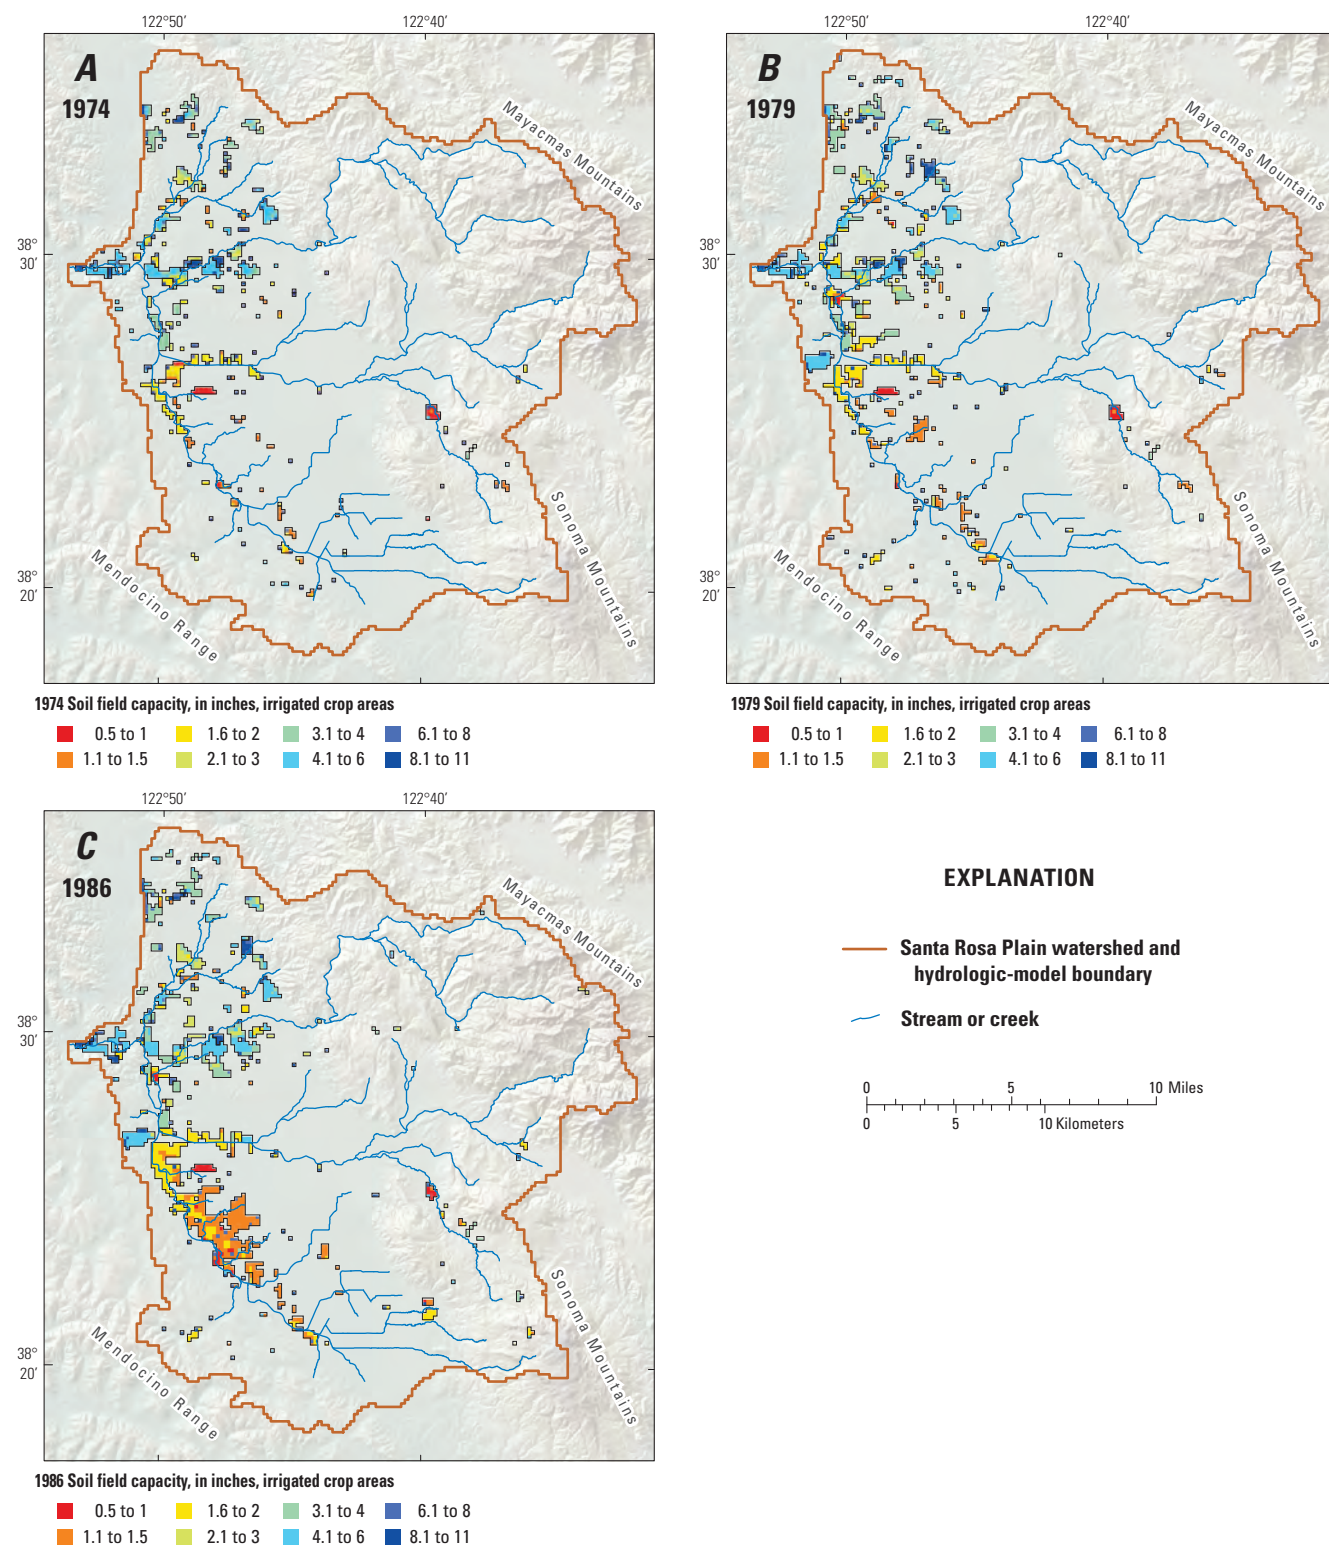 122°50′ 122°40′
A
1974
Mayacmas Mountains
38°
30′
38°
20′
Sonoma Mountains
Mendocino Range
1974 Soil field capacity, in inches, irrigated crop areas
0.5 to 1 1.6 to 2 3.1 to 4 6.1 to 8
1.1 to 1.5 2.1 to 3 4.1 to 6 8.1 to 11
122°50′ 122°40′
B
1979
Mayacmas Mountains
38°
30′
38°
20′
Sonoma Mountains
Mendocino Range
1979 Soil field capacity, in inches, irrigated crop areas
0.5 to 1 1.6 to 2 3.1 to 4 6.1 to 8
1.1 to 1.5 2.1 to 3 4.1 to 6 8.1 to 11
122°50′ 122°40′
C
1986
Mayacmas Mountains
38°
30′
38°
20′
Sonoma Mountains
Mendocino Range
1986 Soil field capacity, in inches, irrigated crop areas
0.5 to 1 1.6 to 2 3.1 to 4 6.1 to 8
1.1 to 1.5 2.1 to 3 4.1 to 6 8.1 to 11
EXPLANATION
Santa Rosa Plain watershed and
hydrologic-model boundary
Stream or creek
0 5 10 Miles
0 5 10 Kilometers